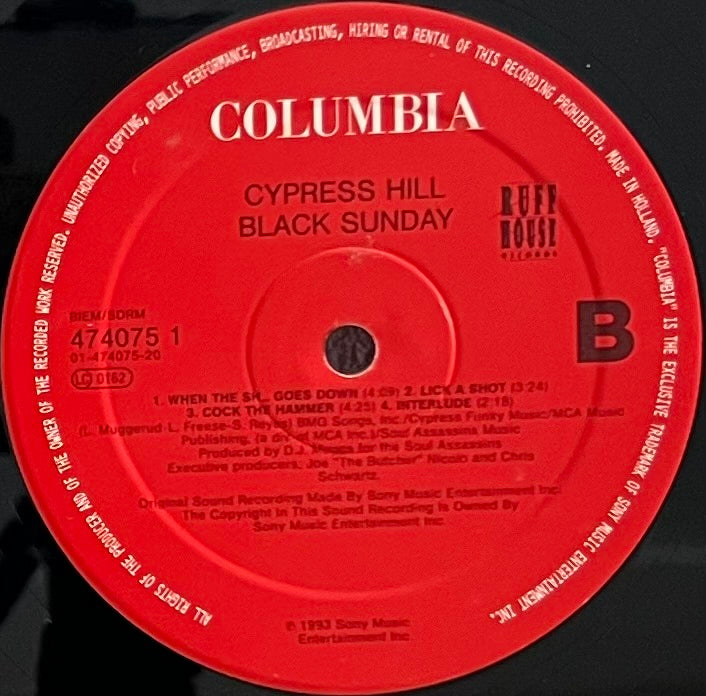 ALL RIGHTS OF THE PRODUCER AND OF THE OWNER OF THE RECORDED WORK RESERVED. UNAUTHORIZED COPYING, PUBLIC PERFORMANCE, BROADCASTING, HIRING OR RENTAL OF THIS RECORDING PROHIBITED. MADE IN HOLLAND. "COLUMBIA" IS THE EXCLUSIVE TRADEMARK OF SONY MUSIC ENTERTAINMENT INC.
COLUMBIA
CYPRESS HILL
BLACK SUNDAY
RUFF
HOUSE
RECORDS
BIEM/SDRM
474075 1
01-474075-20
LC 0162
B
1. WHEN THE SH_ GOES DOWN (4:09) 2. LICK A SHOT (3:24)
3. COCK THE HAMMER (4:25) 4. INTERLUDE (2:18)
(L. Muggerud-L. Freese-S. Reyes) BMG Songs, Inc./Cypress Funky Music/MCA Music
Publishing, (a div of MCA Inc.)/Soul Assassins Music
Produced by D.J. Muggs for the Soul Assassins
Executive producers: Joe "The Butcher" Nicolo and Chris
Schwartz.
Original Sound Recording Made By Sony Music Entertainment Inc.
The Copyright In This Sound Recording Is Owned By
Sony Music Entertainment Inc.
℗ 1993 Sony Music
Entertainment Inc